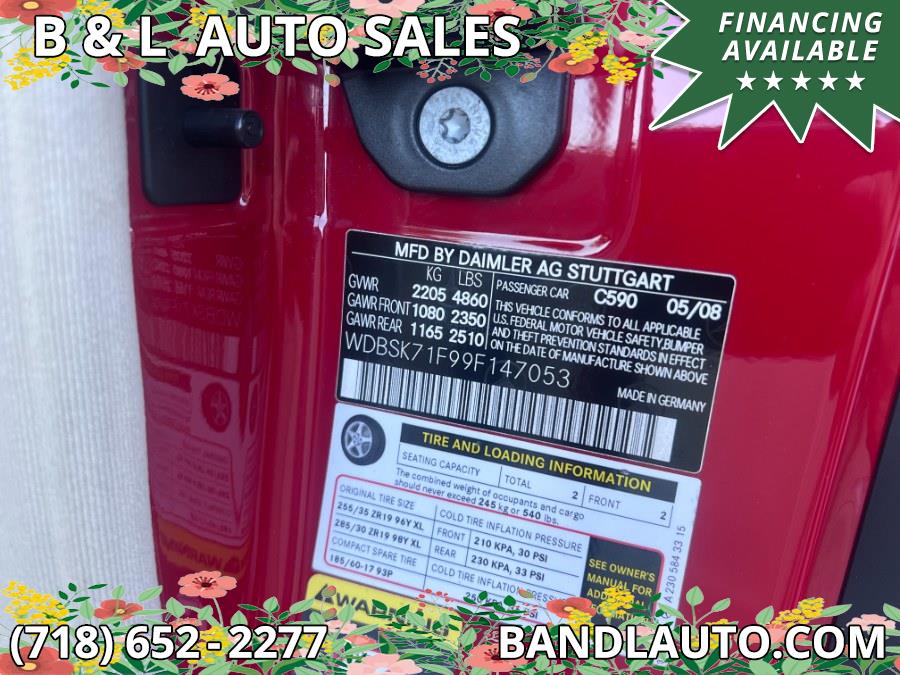 B & L AUTO SALES
FINANCING
AVAILABLE
MFD BY DAIMLER AG STUTTGART
KG LBS
GVWR 2205 4860
GAWR FRONT 1080 2350
GAWR REAR 1165 2510
PASSENGER CAR C590 05/08
THIS VEHICLE CONFORMS TO ALL APPLICABLE
U.S. FEDERAL MOTOR VEHICLE SAFETY,BUMPER
AND THEFT PREVENTION STANDARDS IN EFFECT
ON THE DATE OF MANUFACTURE SHOWN ABOVE
WDBSK71F99F147053
MADE IN GERMANY
TIRE AND LOADING INFORMATION
SEATING CAPACITY TOTAL 2 FRONT 2
The combined weight of occupants and cargo
should never exceed 245 kg or 540 lbs.
ORIGINAL TIRE SIZE COLD TIRE INFLATION PRESSURE
255/35 ZR19 96Y XL FRONT 210 KPA, 30 PSI
285/30 ZR19 98Y XL REAR 230 KPA, 33 PSI
COMPACT SPARE TIRE COLD TIRE INFLATION
185/60-17 93P
SEE OWNER'S
MANUAL FOR
A 230 584 33 15
WARNING
(718) 652-2277
BANDLAUTO.COM